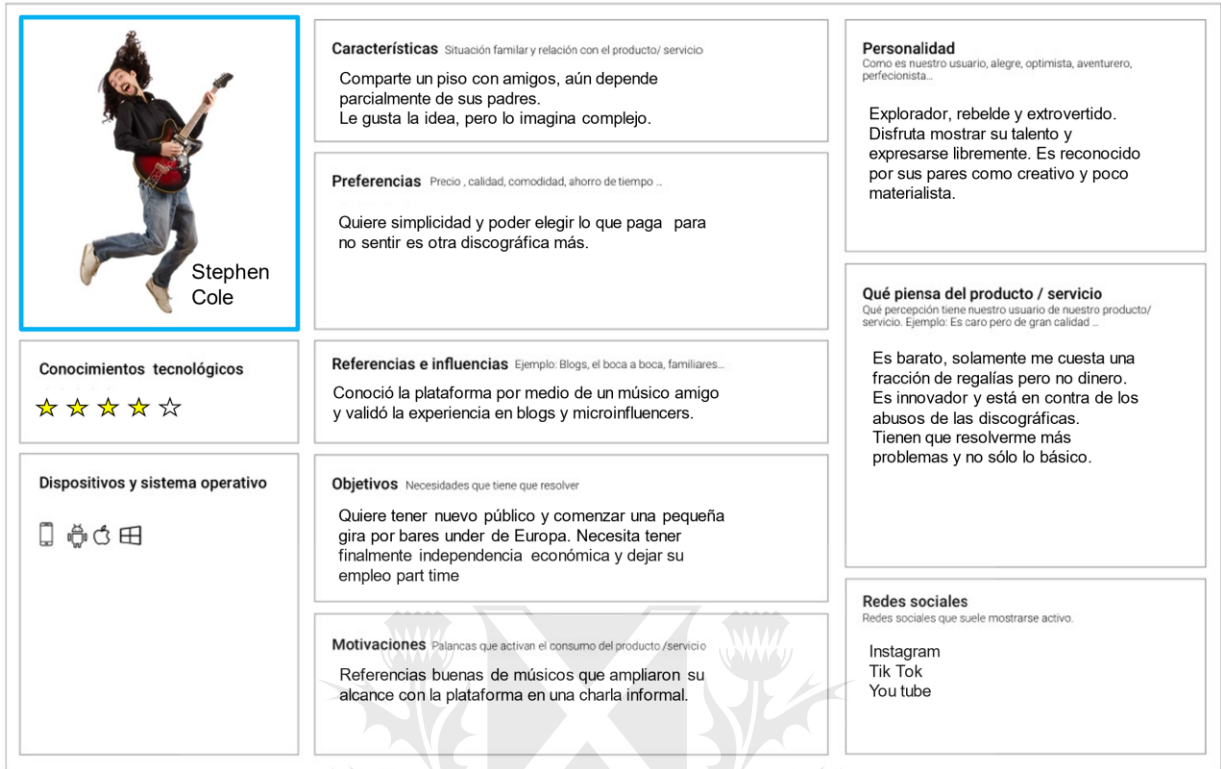 Stephen
Cole
Conocimientos tecnológicos
Dispositivos y sistema operativo
Características Situación familar y relación con el producto/ servicio
Comparte un piso con amigos, aún depende
parcialmente de sus padres.
Le gusta la idea, pero lo imagina complejo.
Preferencias Precio , calidad, comodidad, ahorro de tiempo ..
Quiere simplicidad y poder elegir lo que paga para
no sentir es otra discográfica más.
Referencias e influencias Ejemplo: Blogs, el boca a boca, familiares...
Conoció la plataforma por medio de un músico amigo
y validó la experiencia en blogs y microinfluencers.
Objetivos Necesidades que tiene que resolver
Quiere tener nuevo público y comenzar una pequeña
gira por bares under de Europa. Necesita tener
finalmente independencia económica y dejar su
empleo part time
Motivaciones Palancas que activan el consumo del producto /servicio
Referencias buenas de músicos que ampliaron su
alcance con la plataforma en una charla informal.
Personalidad
Como es nuestro usuario, alegre, optimista, aventurero,
perfecionista...
Explorador, rebelde y extrovertido.
Disfruta mostrar su talento y
expresarse libremente. Es reconocido
por sus pares como creativo y poco
materialista.
Qué piensa del producto / servicio
Qué percepción tiene nuestro usuario de nuestro producto/
servicio. Ejemplo: Es caro pero de gran calidad ...
Es barato, solamente me cuesta una
fracción de regalías pero no dinero.
Es innovador y está en contra de los
abusos de las discográficas.
Tienen que resolverme más
problemas y no sólo lo básico.
Redes sociales
Redes sociales que suele mostrarse activo.
Instagram
Tik Tok
You tube